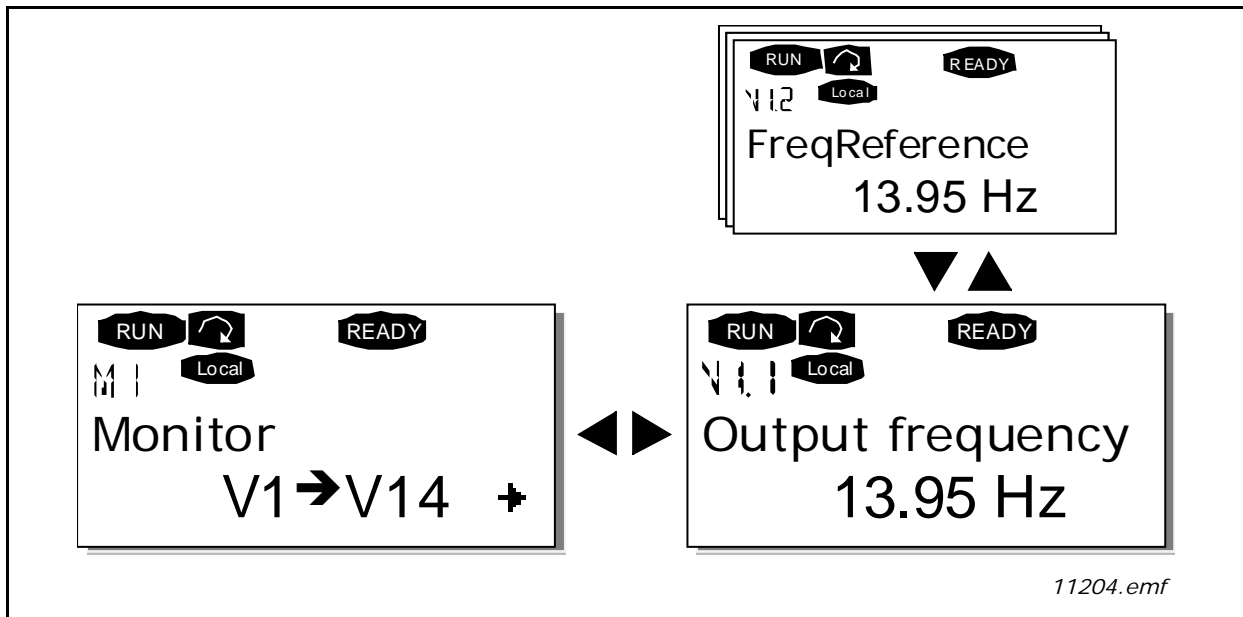 RUN READY
V1.2 Local
FreqReference
13.95 Hz
RUN READY
M1 Local
Monitor
V1➔V14
RUN READY
V1.1 Local
Output frequency
13.95 Hz
11204.emf